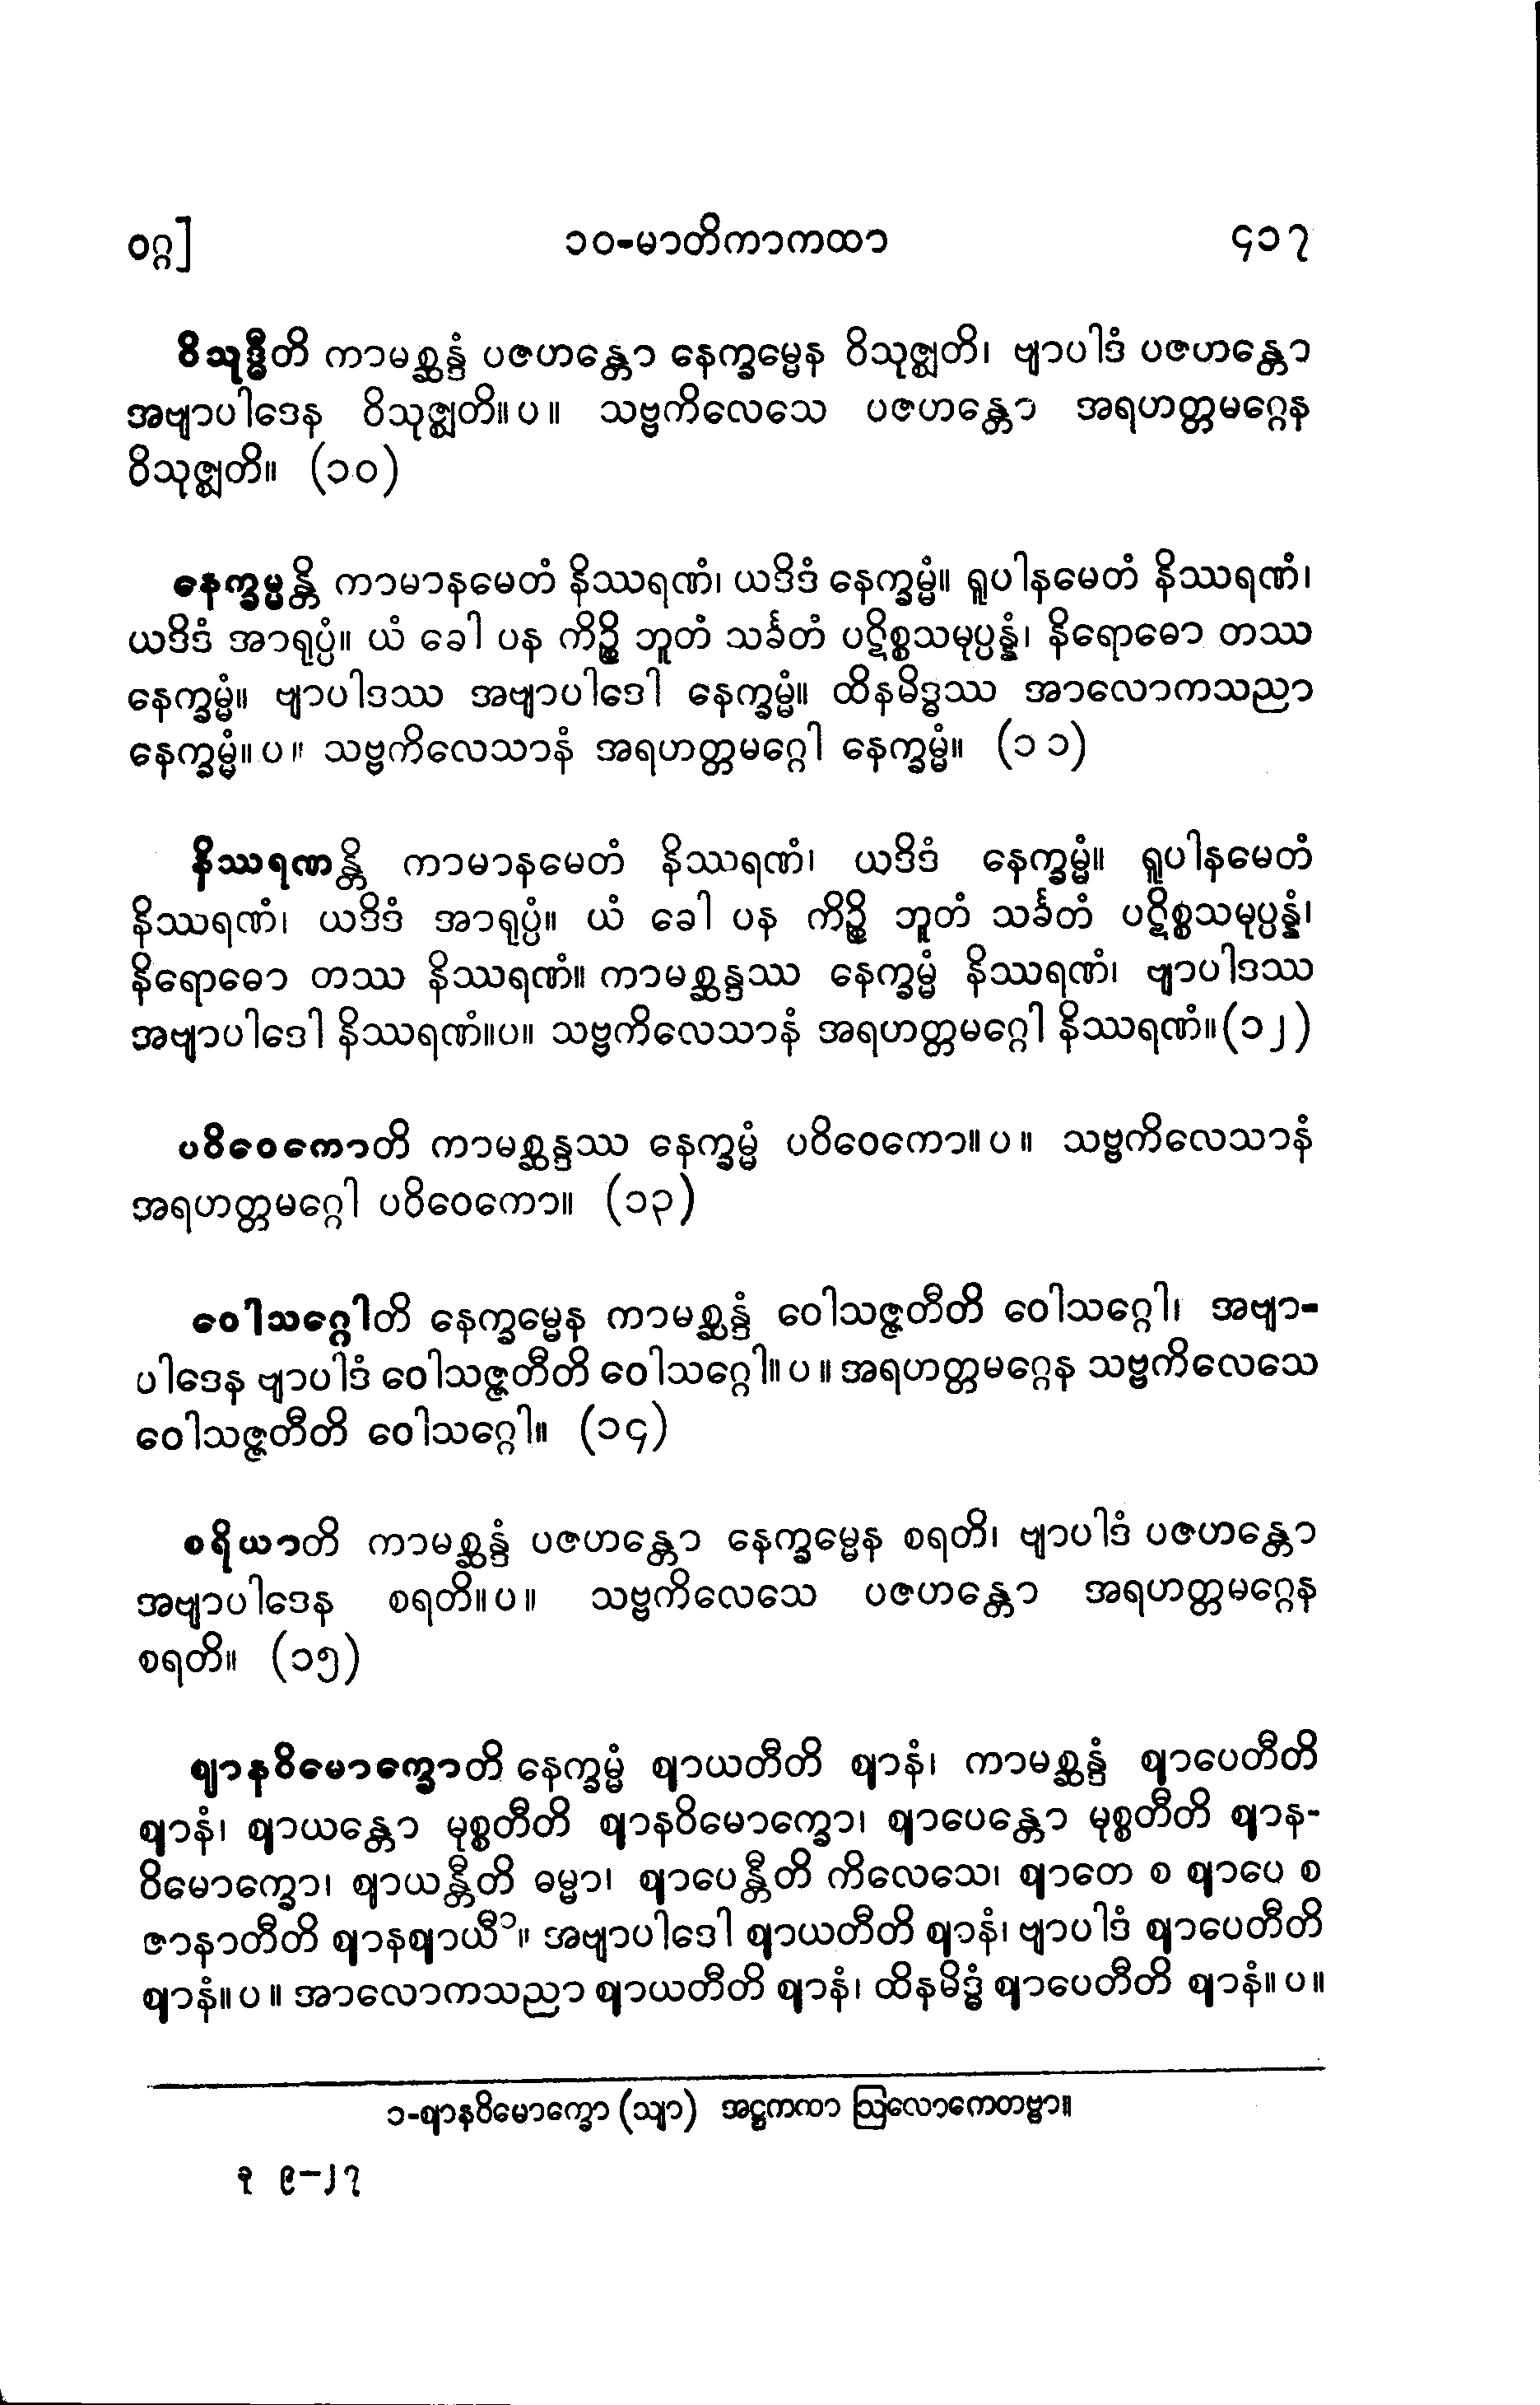 ဝဂ္ဂ] ၁၀-မာတိကာကထာ ၄၁၇
ဝိသုဒ္ဓီတိ ကာမစ္ဆန္ဒံ ပဇဟန္တော နေက္ခမ္မေန ဝိသုဇ္ဈတိ၊ ဗျာပါဒံ ပဇဟန္တော
အဗျာပါဒေန ဝိသုဇ္ဈတိ။ပ။ သဗ္ဗကိလေသေ ပဇဟန္တော အရဟတ္တမဂ္ဂေန
ဝိသုဇ္ဈတိ။ (၁၀)
နေက္ခမ္မန္တိ ကာမာနမေတံ နိဿရဏံ၊ ယဒိဒံ နေက္ခမ္မံ။ ရူပါနမေတံ နိဿရဏံ၊
ယဒိဒံ အာရုပ္ပံ။ ယံ ခေါ ပန ကိဉ္စိ ဘူတံ သင်္ခတံ ပဋိစ္စသမုပ္ပန္နံ၊ နိရောဓော တဿ
နေက္ခမ္မံ။ ဗျာပါဒဿ အဗျာပါဒေါ နေက္ခမ္မံ။ ထိနမိဒ္ဓဿ အာလောကသညာ
နေက္ခမ္မံ။ပ။ သဗ္ဗကိလေသာနံ အရဟတ္တမဂ္ဂေါ နေက္ခမ္မံ။ (၁၁)
နိဿရဏန္တိ ကာမာနမေတံ နိဿရဏံ၊ ယဒိဒံ နေက္ခမ္မံ။ ရူပါနမေတံ
နိဿရဏံ၊ ယဒိဒံ အာရုပ္ပံ။ ယံ ခေါ ပန ကိဉ္စိ ဘူတံ သင်္ခတံ ပဋိစ္စသမုပ္ပန္နံ၊
နိရောဓော တဿ နိဿရဏံ။ ကာမစ္ဆန္ဒဿ နေက္ခမ္မံ နိဿရဏံ၊ ဗျာပါဒဿ
အဗျာပါဒေါ နိဿရဏံ။ပ။ သဗ္ဗကိလေသာနံ အရဟတ္တမဂ္ဂေါ နိဿရဏံ။(၁၂)
ပဝိဝေကောတိ ကာမစ္ဆန္ဒဿ နေက္ခမ္မံ ပဝိဝေကော။ပ။ သဗ္ဗကိလေသာနံ
အရဟတ္တမဂ္ဂေါ ပဝိဝေကော။ (၁၃)
ဝေါသဂ္ဂေါတိ နေက္ခမ္မေန ကာမစ္ဆန္ဒံ ဝေါသဇ္ဇတီတိ ဝေါသဂ္ဂေါ၊ အဗျာ-
ပါဒေန ဗျာပါဒံ ဝေါသဇ္ဇတီတိ ဝေါသဂ္ဂေါ။ပ။ အရဟတ္တမဂ္ဂေန သဗ္ဗကိလေသေ
ဝေါသဇ္ဇတီတိ ဝေါသဂ္ဂေါ။ (၁၄)
စရိယာတိ ကာမစ္ဆန္ဒံ ပဇဟန္တော နေက္ခမ္မေန စရတိ၊ ဗျာပါဒံ ပဇဟန္တော
အဗျာပါဒေန စရတိ။ပ။ သဗ္ဗကိလေသေ ပဇဟန္တော အရဟတ္တမဂ္ဂေန
စရတိ။ (၁၅)
ဈာနဝိမောက္ခောတိ နေက္ခမ္မံ ဈာယတီတိ ဈာနံ၊ ကာမစ္ဆန္ဒံ ဈာပေတီတိ
ဈာနံ၊ ဈာယန္တော မုစ္စတီတိ ဈာနဝိမောက္ခော၊ ဈာပေန္တော မုစ္စတီတိ ဈာန-
ဝိမောက္ခော၊ ဈာယန္တီတိ ဓမ္မာ၊ ဈာပေန္တီတိ ကိလေသေ၊ ဈာတေ စ ဈာပေ စ
ဇာနာတီတိ ဈာနဈာယီ၁။ အဗျာပါဒေါ ဈာယတီတိ ဈာနံ၊ ဗျာပါဒံ ဈာပေတီတိ
ဈာနံ။ပ။ အာလောကသညာ ဈာယတီတိ ဈာနံ၊ ထိနမိဒ္ဓံ ဈာပေတီတိ ဈာနံ။ပ။
၁-ဈာနဝိမောက္ခော (သျာ) အဋ္ဌကထာ ဩလောကေတဗ္ဗာ။
ခု ၉-၂၇